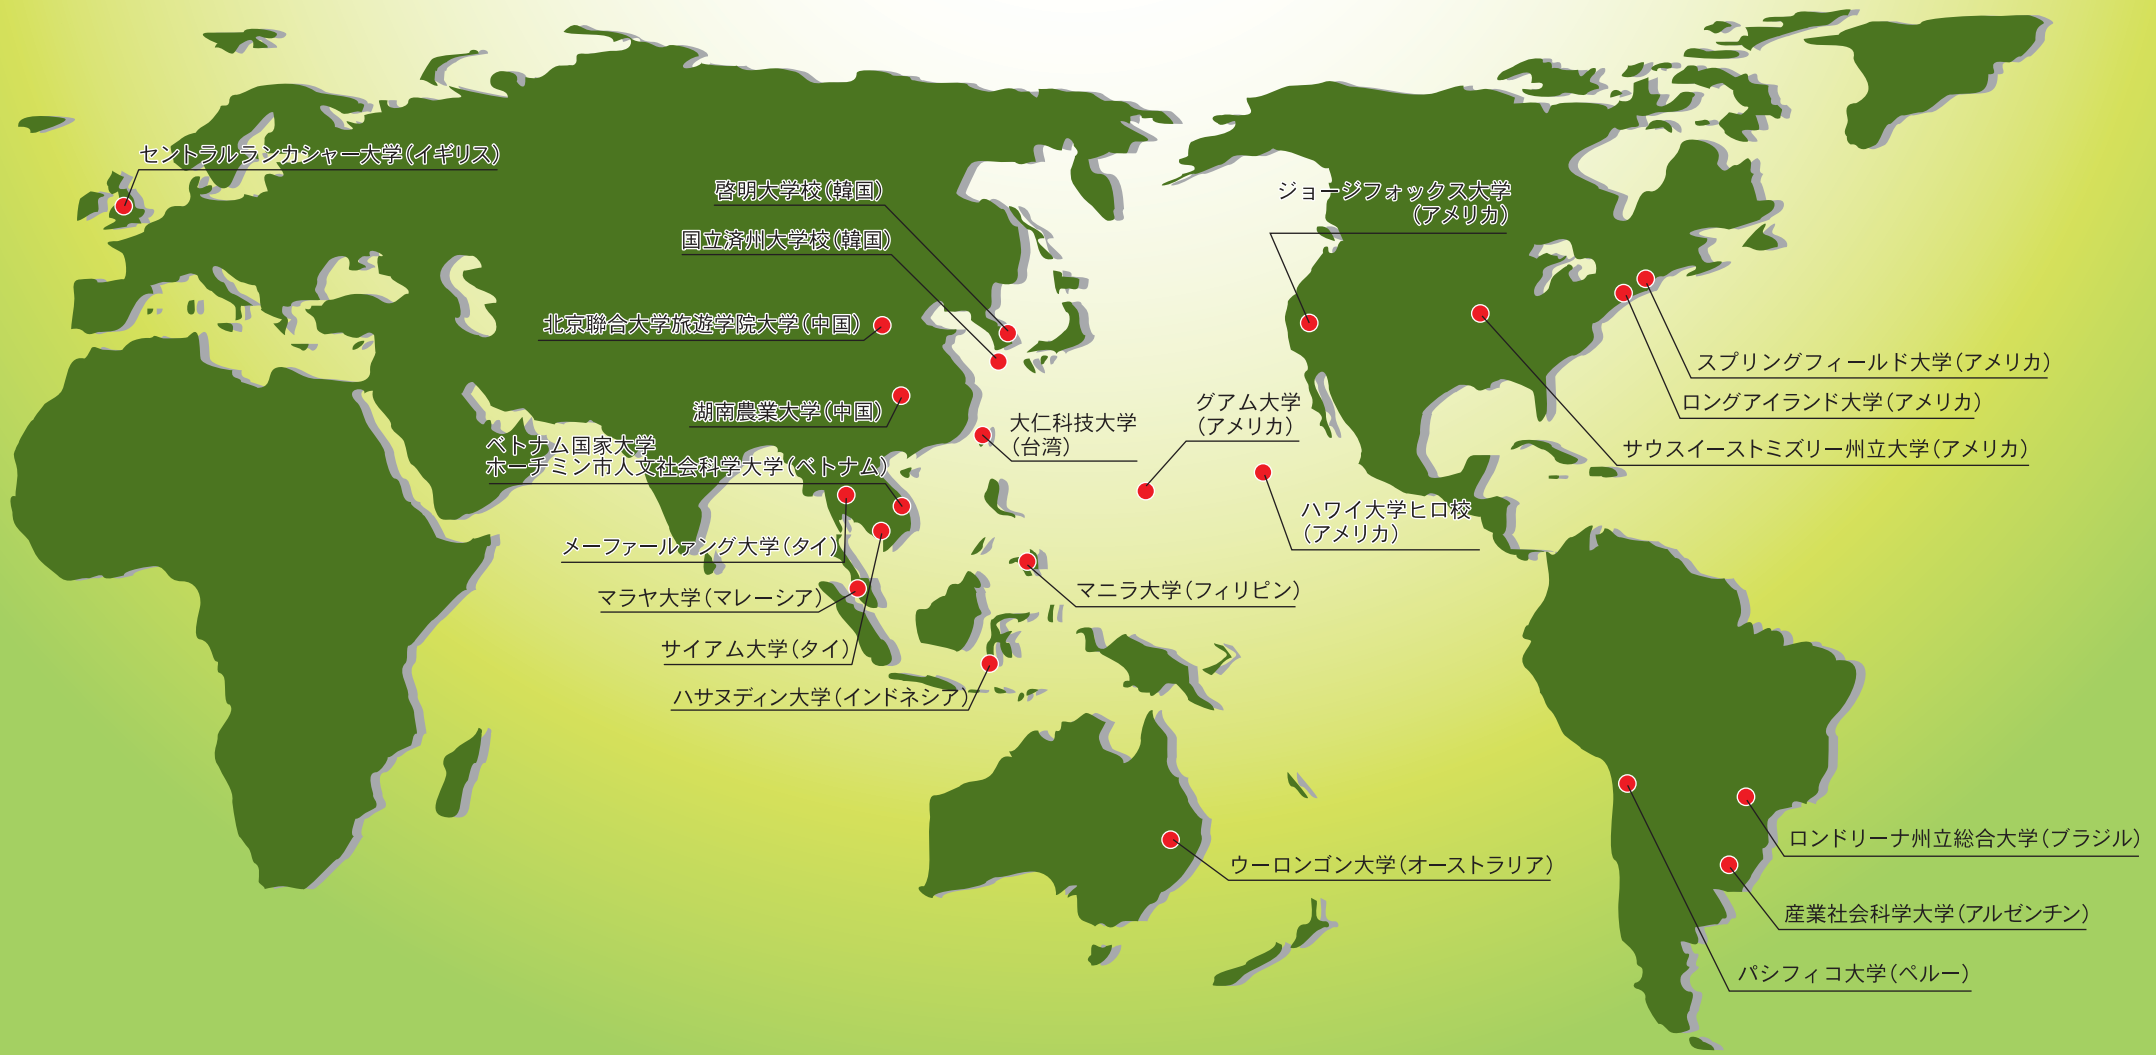 セントラルランカシャー大学（イギリス）
啓明大学校（韓国）
国立済州大学校（韓国）
北京聯合大学旅遊学院大学（中国）
湖南農業大学（中国）
ベトナム国家大学
ホーチミン市人文社会科学大学（ベトナム）
メーファールァング大学（タイ）
マラヤ大学（マレーシア）
サイアム大学（タイ）
ハサヌディン大学（インドネシア）
大仁科技大学
（台湾）
グアム大学
（アメリカ）
ハワイ大学ヒロ校
（アメリカ）
マニラ大学（フィリピン）
ウーロンゴン大学（オーストラリア）
ジョージフォックス大学
（アメリカ）
スプリングフィールド大学（アメリカ）
ロングアイランド大学（アメリカ）
サウスイーストミズリー州立大学（アメリカ）
ロンドリーナ州立総合大学（ブラジル）
産業社会科学大学（アルゼンチン）
パシフィコ大学（ペルー）